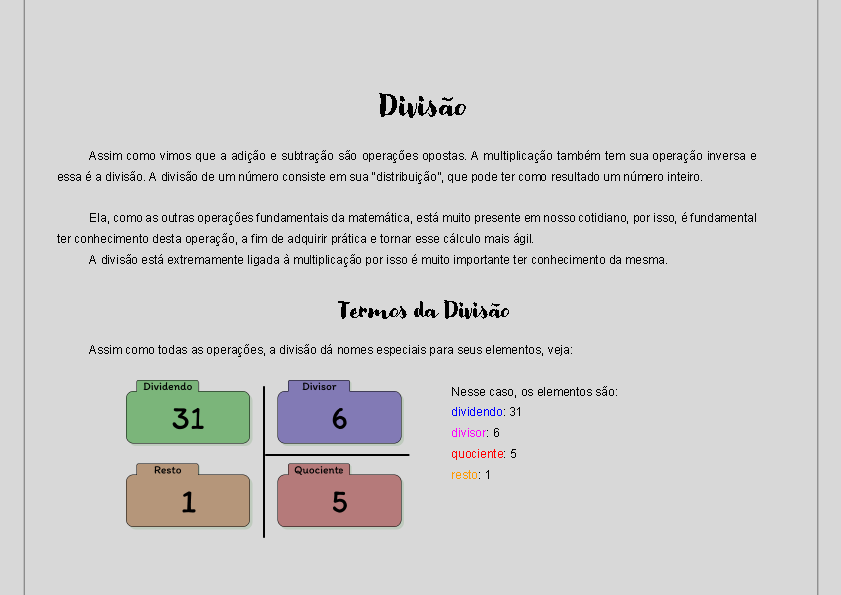 Divisão
Assim como vimos que a adição e subtração são operações opostas. A multiplicação também tem sua operação inversa e
essa é a divisão. A divisão de um número consiste em sua "distribuição", que pode ter como resultado um número inteiro.
Ela, como as outras operações fundamentais da matemática, está muito presente em nosso cotidiano, por isso, é fundamental
ter conhecimento desta operação, a fim de adquirir prática e tornar esse cálculo mais ágil.
A divisão está extremamente ligada à multiplicação por isso é muito importante ter conhecimento da mesma.
Termos da Divisão
Assim como todas as operações, a divisão dá nomes especiais para seus elementos, veja:
Dividendo
31
Divisor
6
Resto
1
Quociente
5
Nesse caso, os elementos são:
dividendo: 31
divisor: 6
quociente: 5
resto: 1